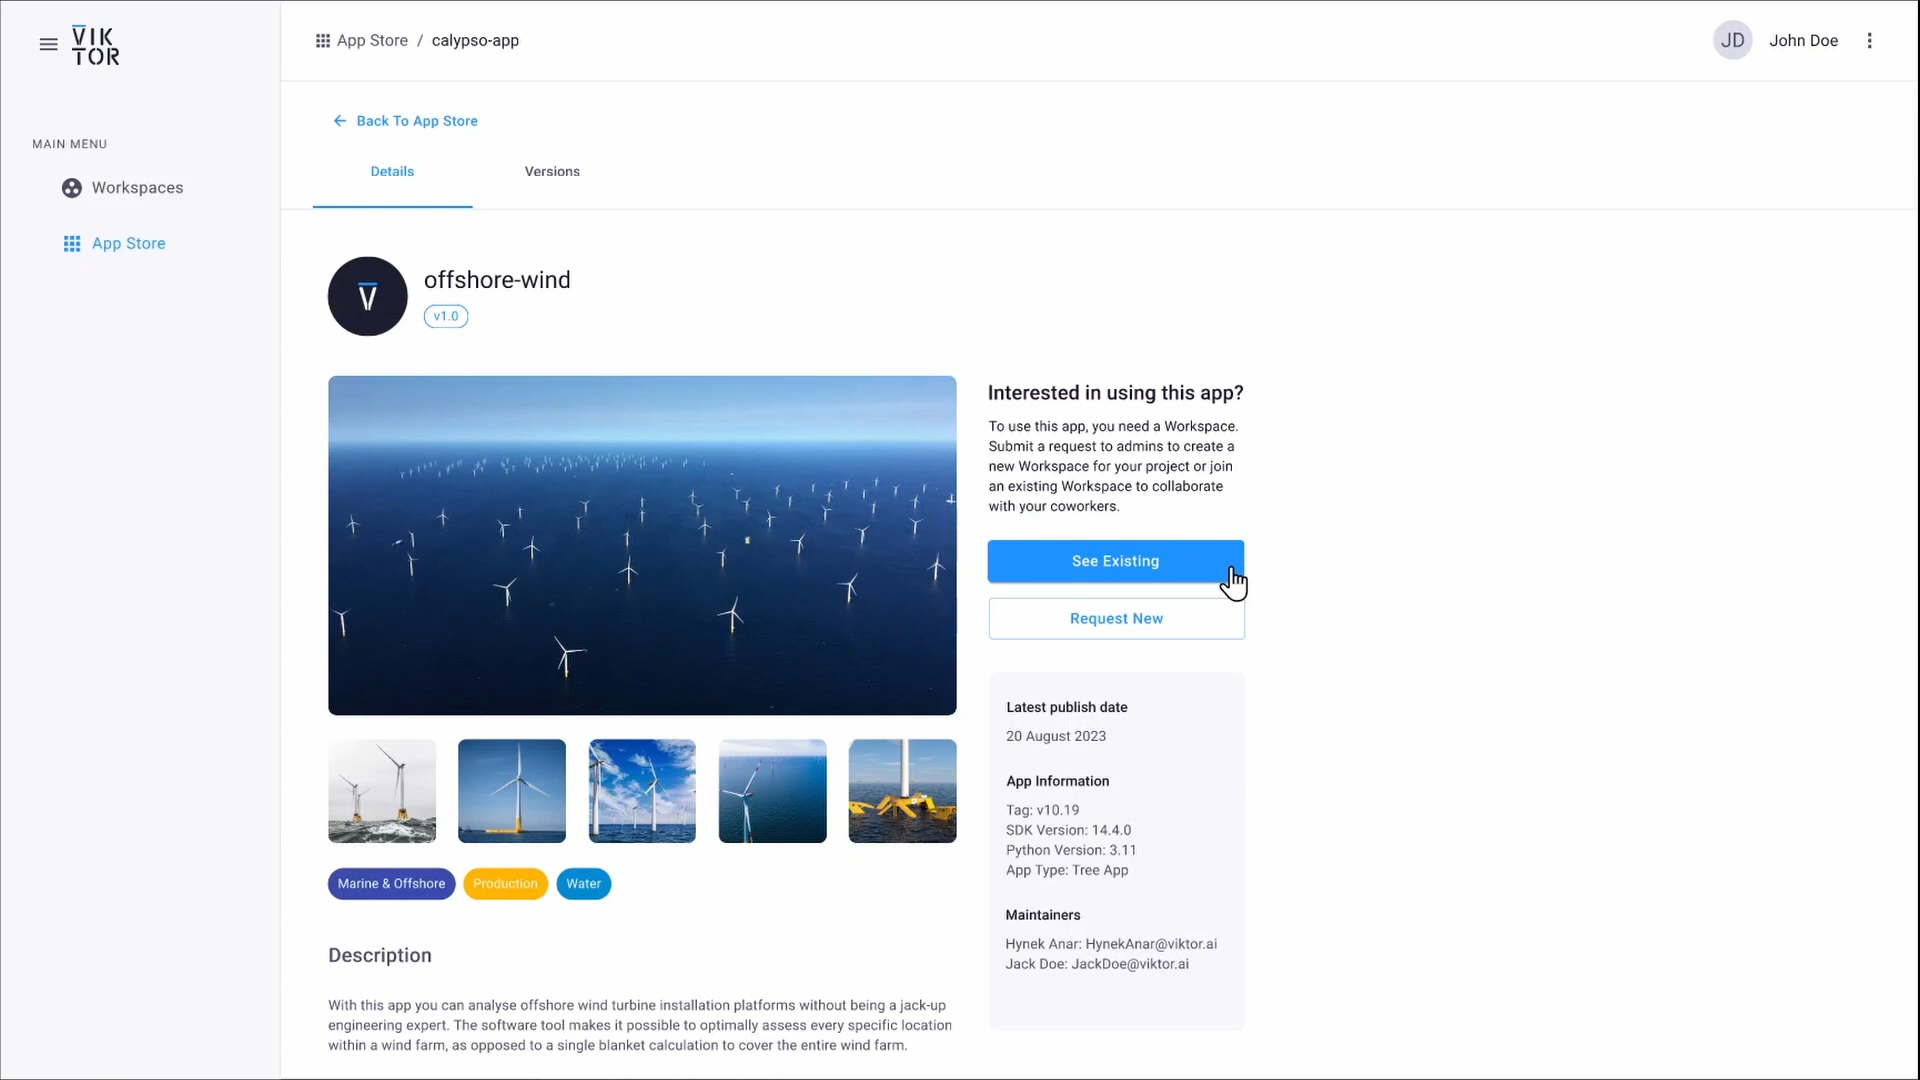 VIK
TOR
App Store / calypso-app
JD
John Doe
MAIN MENU
Workspaces
App Store
Back To App Store
Details
Versions
V
offshore-wind
v1.0
Interested in using this app?
To use this app, you need a Workspace.
Submit a request to admins to create a
new Workspace for your project or join
an existing Workspace to collaborate
with your coworkers.
See Existing
Request New
Latest publish date
20 August 2023
App Information
Tag: v10.19
SDK Version: 14.4.0
Python Version: 3.11
App Type: Tree App
Maintainers
Hynek Anar: HynekAnar@viktor.ai
Jack Doe: JackDoe@viktor.ai
Marine & Offshore
Production
Water
Description
With this app you can analyse offshore wind turbine installation platforms without being a jack-up
engineering expert. The software tool makes it possible to optimally assess every specific location
within a wind farm, as opposed to a single blanket calculation to cover the entire wind farm.